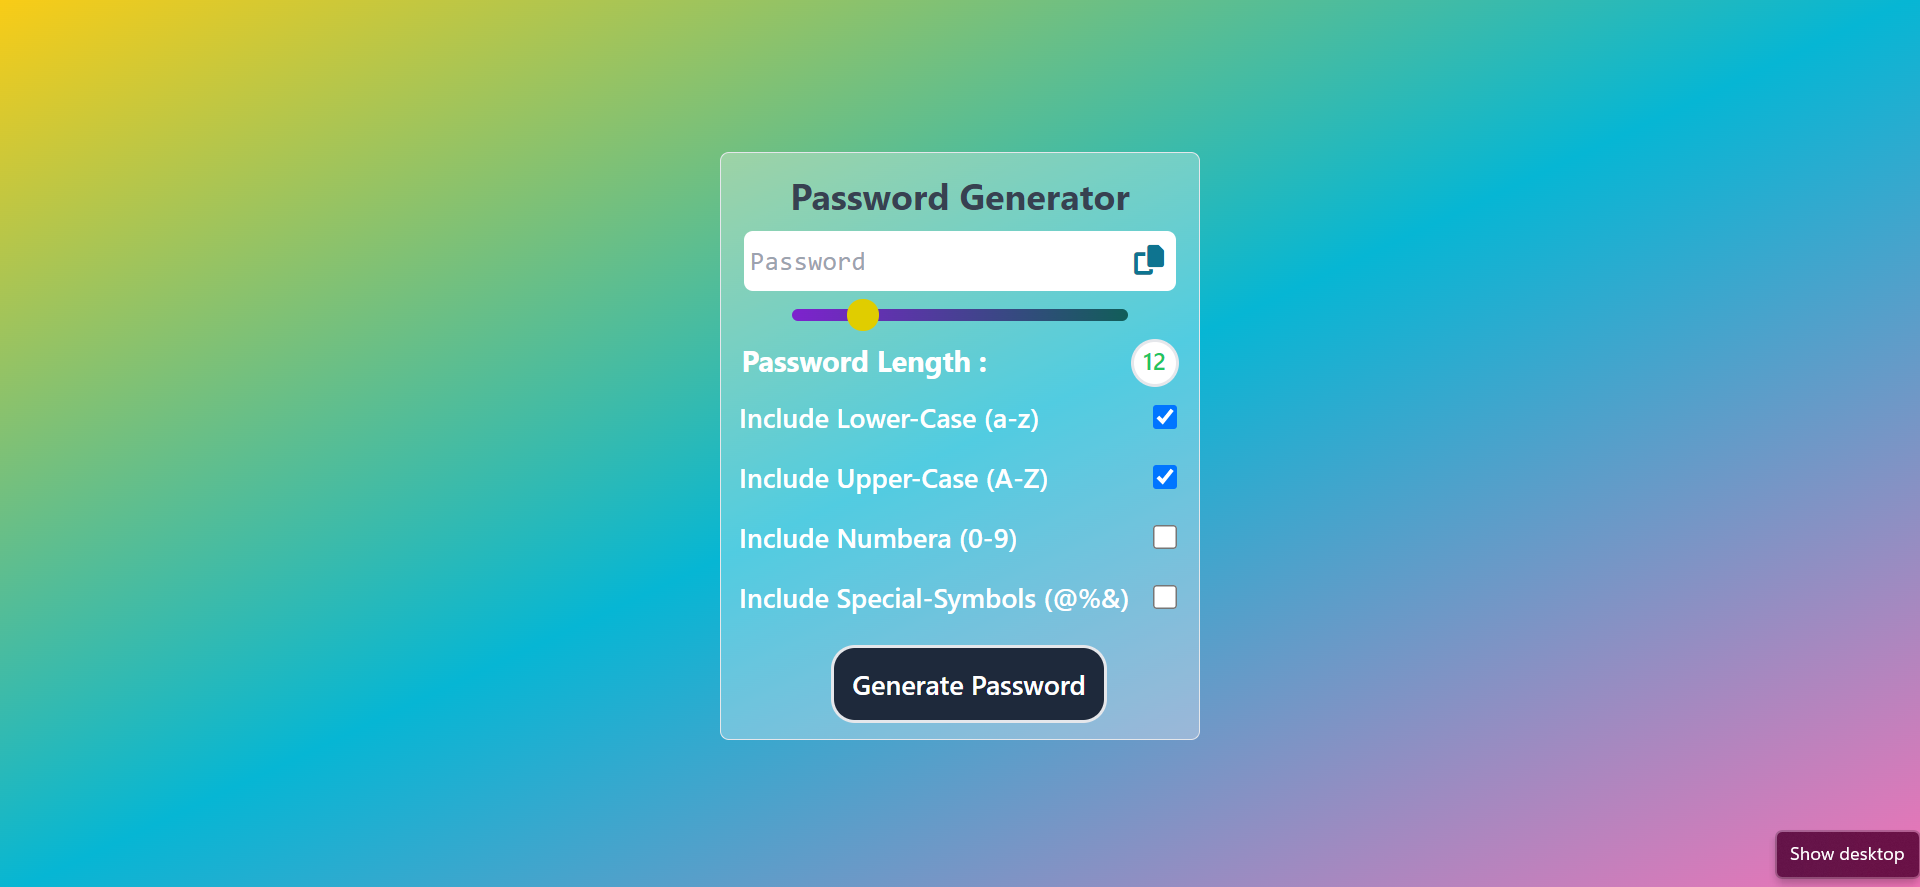 Password Generator
Password
Password Length :
12
Include Lower-Case (a-z)
Include Upper-Case (A-Z)
Include Numbera (0-9)
Include Special-Symbols (@%&)
Generate Password
Show desktop